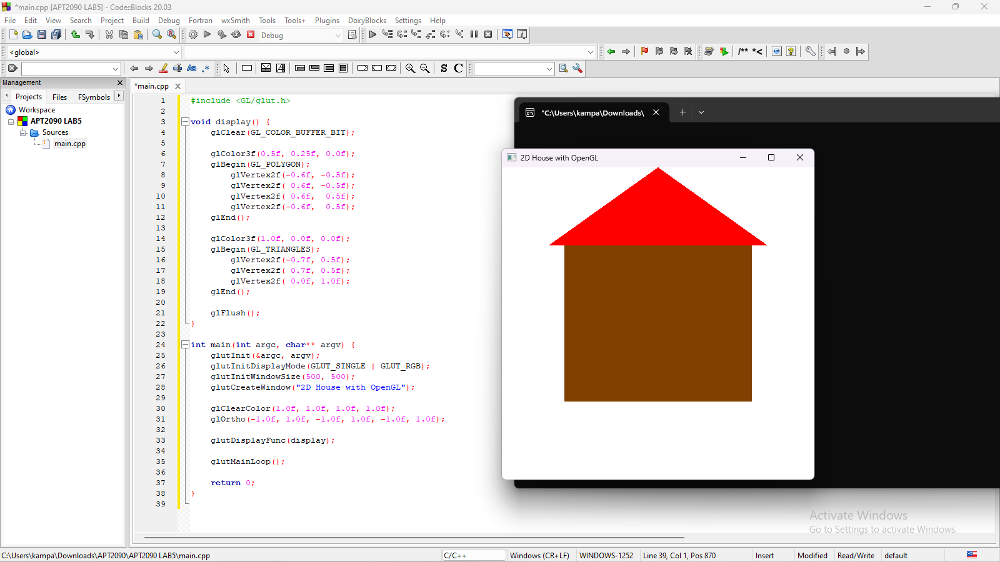 *main.cpp [APT2090 LAB5] - Code::Blocks 20.03
File Edit View Search Project Build Debug Fortran wxSmith Tools Tools+ Plugins DoxyBlocks Settings Help
Debug
<global>
/** *<
Aa .*
S C
Management
Projects Files FSymbols
Workspace
APT2090 LAB5
Sources
main.cpp
*main.cpp
1 #include <GL/glut.h>
2
3 void display() {
4 glClear(GL_COLOR_BUFFER_BIT);
5
6 glColor3f(0.5f, 0.25f, 0.0f);
7 glBegin(GL_POLYGON);
8 glVertex2f(-0.6f, -0.5f);
9 glVertex2f( 0.6f, -0.5f);
10 glVertex2f( 0.6f,  0.5f);
11 glVertex2f(-0.6f,  0.5f);
12 glEnd();
13
14 glColor3f(1.0f, 0.0f, 0.0f);
15 glBegin(GL_TRIANGLES);
16 glVertex2f(-0.7f, 0.5f);
17 glVertex2f( 0.7f, 0.5f);
18 glVertex2f( 0.0f, 1.0f);
19 glEnd();
20
21 glFlush();
22 }
23
24 int main(int argc, char** argv) {
25 glutInit(&argc, argv);
26 glutInitDisplayMode(GLUT_SINGLE | GLUT_RGB);
27 glutInitWindowSize(500, 500);
28 glutCreateWindow("2D House with OpenGL");
29
30 glClearColor(1.0f, 1.0f, 1.0f, 1.0f);
31 glOrtho(-1.0f, 1.0f, -1.0f, 1.0f, -1.0f, 1.0f);
32
33 glutDisplayFunc(display);
34
35 glutMainLoop();
36
37 return 0;
38 }
39
"C:\Users\kampa\Downloads\
2D House with OpenGL
Activate Windows
Go to Settings to activate Windows.
C:\Users\kampa\Downloads\APT2090\APT2090 LAB5\main.cpp C/C++ Windows (CR+LF) WINDOWS-1252 Line 39, Col 1, Pos 870 Insert Modified Read/Write default